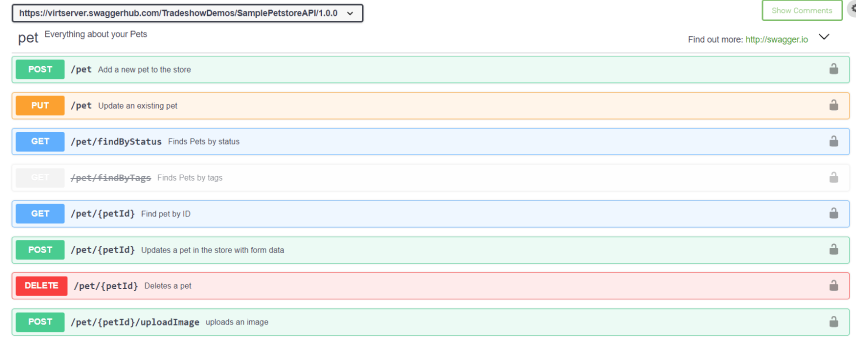 https://virtserver.swaggerhub.com/TradeshowDemos/SamplePetstoreAPI/1.0.0
Show Comments
pet Everything about your Pets
Find out more: http://swagger.io
POST /pet Add a new pet to the store
PUT /pet Update an existing pet
GET /pet/findByStatus Finds Pets by status
GET /pet/findByTags Finds Pets by tags
GET /pet/{petId} Find pet by ID
POST /pet/{petId} Updates a pet in the store with form data
DELETE /pet/{petId} Deletes a pet
POST /pet/{petId}/uploadImage uploads an image